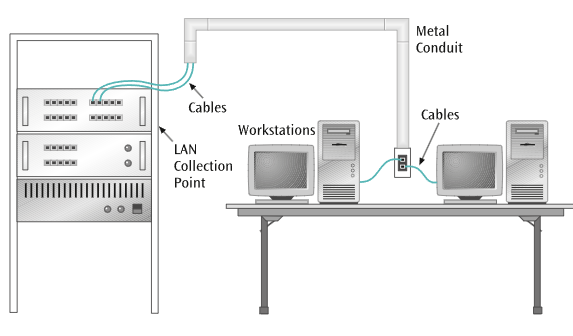 Metal
Conduit
Cables
Cables
Workstations
LAN
Collection
Point